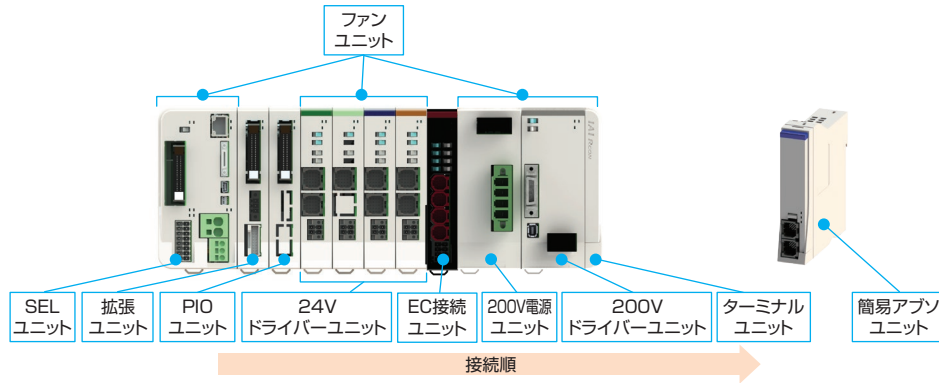 ファン
ユニット
SEL
ユニット
拡張
ユニット
PIO
ユニット
24V
ドライバーユニット
EC接続
ユニット
200V電源
ユニット
200V
ドライバーユニット
ターミナル
ユニット
簡易アブソ
ユニット
接続順